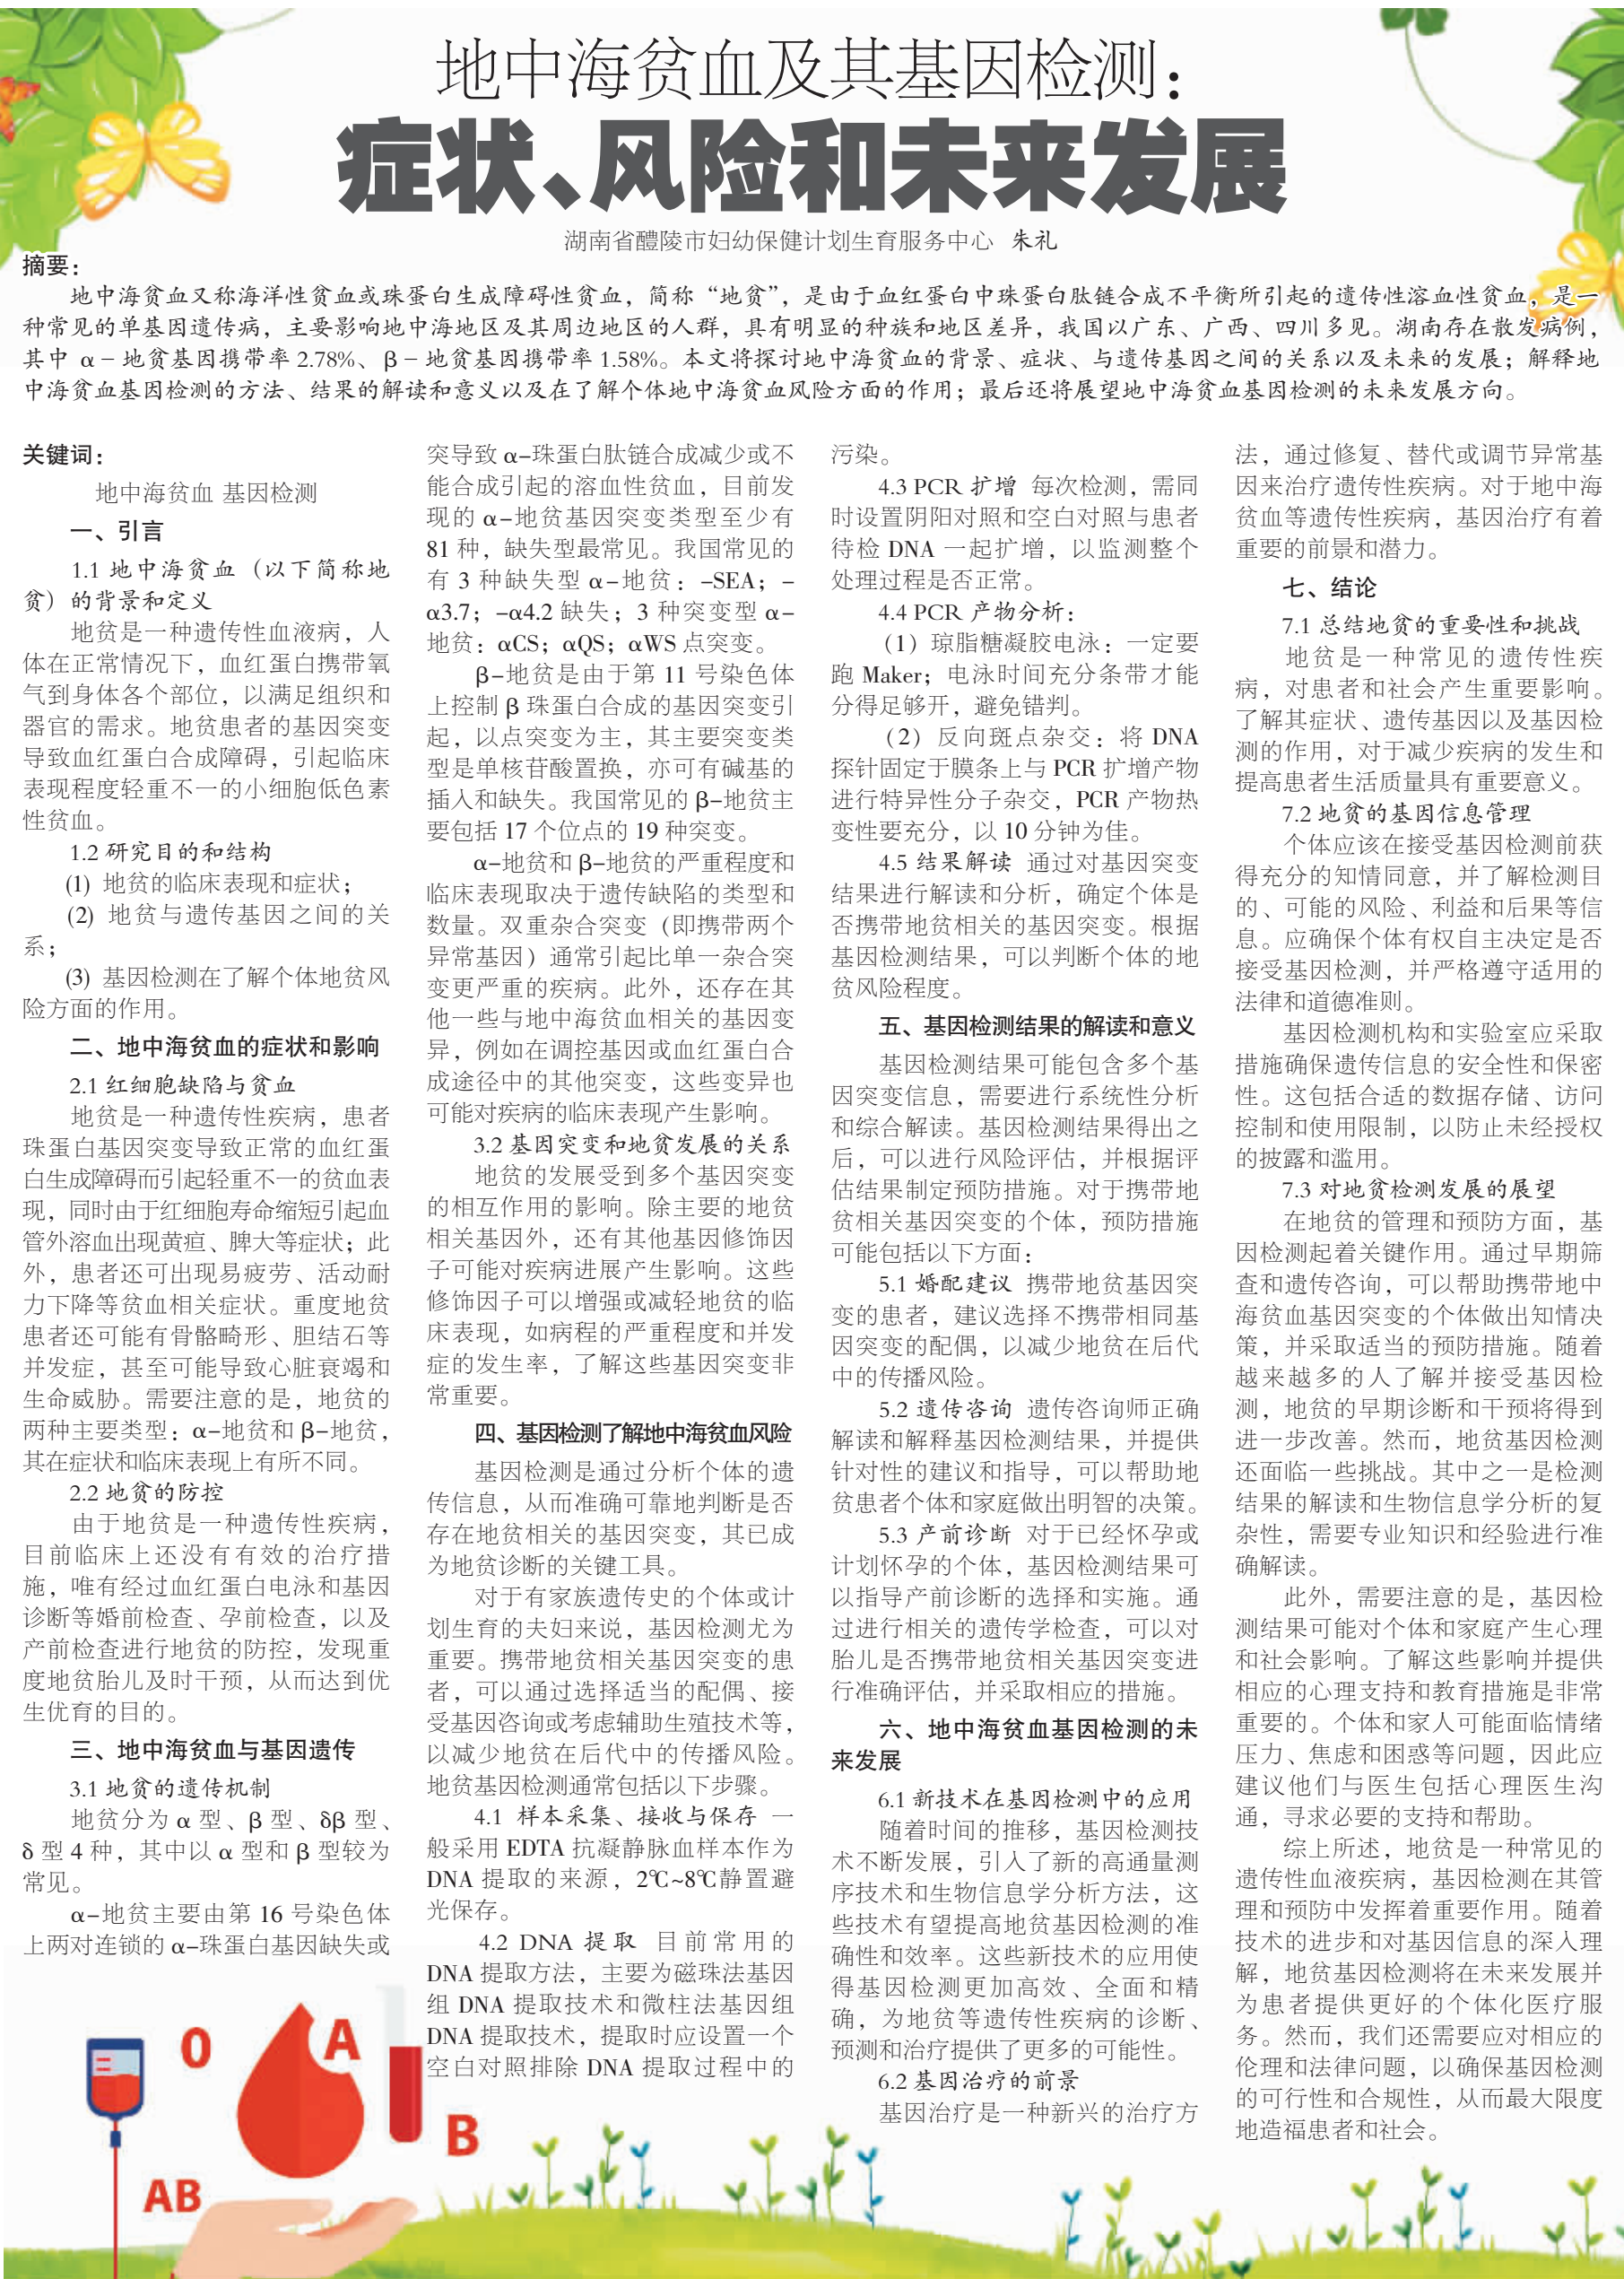 地中海贫血及其基因检测：
症状、风险和未来发展
湖南省醴陵市妇幼保健计划生育服务中心 朱礼
摘要：
地中海贫血又称海洋性贫血或珠蛋白生成障碍性贫血，简称“地贫”，是由于血红蛋白中珠蛋白肽链合成不平衡所引起的遗传性溶血性贫血，是一
种常见的单基因遗传病，主要影响地中海地区及其周边地区的人群，具有明显的种族和地区差异，我国以广东、广西、四川多见。湖南存在散发病例，
其中 α－地贫基因携带率 2.78%、β－地贫基因携带率 1.58%。本文将探讨地中海贫血的背景、症状、与遗传基因之间的关系以及未来的发展；解释地
中海贫血基因检测的方法、结果的解读和意义以及在了解个体地中海贫血风险方面的作用；最后还将展望地中海贫血基因检测的未来发展方向。
关键词：
地中海贫血 基因检测
一、引言
1.1 地中海贫血（以下简称地
贫）的背景和定义
地贫是一种遗传性血液病，人
体在正常情况下，血红蛋白携带氧
气到身体各个部位，以满足组织和
器官的需求。地贫患者的基因突变
导致血红蛋白合成障碍，引起临床
表现程度轻重不一的小细胞低色素
性贫血。
1.2 研究目的和结构
(1) 地贫的临床表现和症状；
(2) 地贫与遗传基因之间的关
系；
(3) 基因检测在了解个体地贫风
险方面的作用。
二、地中海贫血的症状和影响
2.1 红细胞缺陷与贫血
地贫是一种遗传性疾病，患者
珠蛋白基因突变导致正常的血红蛋
白生成障碍而引起轻重不一的贫血表
现，同时由于红细胞寿命缩短引起血
管外溶血出现黄疸、脾大等症状；此
外，患者还可出现易疲劳、活动耐
力下降等贫血相关症状。重度地贫
患者还可能有骨骼畸形、胆结石等
并发症，甚至可能导致心脏衰竭和
生命威胁。需要注意的是，地贫的
两种主要类型：α-地贫和 β-地贫，
其在症状和临床表现上有所不同。
2.2 地贫的防控
由于地贫是一种遗传性疾病，
目前临床上还没有有效的治疗措
施，唯有经过血红蛋白电泳和基因
诊断等婚前检查、孕前检查，以及
产前检查进行地贫的防控，发现重
度地贫胎儿及时干预，从而达到优
生优育的目的。
三、地中海贫血与基因遗传
3.1 地贫的遗传机制
地贫分为 α 型、β 型、δβ 型、
δ 型 4 种，其中以 α 型和 β 型较为
常见。
α-地贫主要由第 16 号染色体
上两对连锁的 α-珠蛋白基因缺失或
突导致 α-珠蛋白肽链合成减少或不
能合成引起的溶血性贫血，目前发
现的 α-地贫基因突变类型至少有
81 种，缺失型最常见。我国常见的
有 3 种缺失型 α-地贫：-SEA；-
α3.7；-α4.2 缺失；3 种突变型 α-
地贫：αCS；αQS；αWS 点突变。
β-地贫是由于第 11 号染色体
上控制 β 珠蛋白合成的基因突变引
起，以点突变为主，其主要突变类
型是单核苷酸置换，亦可有碱基的
插入和缺失。我国常见的 β-地贫主
要包括 17 个位点的 19 种突变。
α-地贫和 β-地贫的严重程度和
临床表现取决于遗传缺陷的类型和
数量。双重杂合突变（即携带两个
异常基因）通常引起比单一杂合突
变更严重的疾病。此外，还存在其
他一些与地中海贫血相关的基因变
异，例如在调控基因或血红蛋白合
成途径中的其他突变，这些变异也
可能对疾病的临床表现产生影响。
3.2 基因突变和地贫发展的关系
地贫的发展受到多个基因突变
的相互作用的影响。除主要的地贫
相关基因外，还有其他基因修饰因
子可能对疾病进展产生影响。这些
修饰因子可以增强或减轻地贫的临
床表现，如病程的严重程度和并发
症的发生率，了解这些基因突变非
常重要。
四、基因检测了解地中海贫血风险
基因检测是通过分析个体的遗
传信息，从而准确可靠地判断是否
存在地贫相关的基因突变，其已成
为地贫诊断的关键工具。
对于有家族遗传史的个体或计
划生育的夫妇来说，基因检测尤为
重要。携带地贫相关基因突变的患
者，可以通过选择适当的配偶、接
受基因咨询或考虑辅助生殖技术等，
以减少地贫在后代中的传播风险。
地贫基因检测通常包括以下步骤。
4.1 样本采集、接收与保存 一
般采用 EDTA 抗凝静脉血样本作为
DNA 提取的来源，2℃~8℃静置避
光保存。
4.2 DNA 提取 目前常用的
DNA 提取方法，主要为磁珠法基因
组 DNA 提取技术和微柱法基因组
DNA 提取技术，提取时应设置一个
空白对照排除 DNA 提取过程中的
污染。
4.3 PCR 扩增 每次检测，需同
时设置阴阳对照和空白对照与患者
待检 DNA 一起扩增，以监测整个
处理过程是否正常。
4.4 PCR 产物分析：
（1）琼脂糖凝胶电泳：一定要
跑 Maker；电泳时间充分条带才能
分得足够开，避免错判。
（2）反向斑点杂交：将 DNA
探针固定于膜条上与 PCR 扩增产物
进行特异性分子杂交，PCR 产物热
变性要充分，以 10 分钟为佳。
4.5 结果解读 通过对基因突变
结果进行解读和分析，确定个体是
否携带地贫相关的基因突变。根据
基因检测结果，可以判断个体的地
贫风险程度。
五、基因检测结果的解读和意义
基因检测结果可能包含多个基
因突变信息，需要进行系统性分析
和综合解读。基因检测结果得出之
后，可以进行风险评估，并根据评
估结果制定预防措施。对于携带地
贫相关基因突变的个体，预防措施
可能包括以下方面：
5.1 婚配建议 携带地贫基因突
变的患者，建议选择不携带相同基
因突变的配偶，以减少地贫在后代
中的传播风险。
5.2 遗传咨询 遗传咨询师正确
解读和解释基因检测结果，并提供
针对性的建议和指导，可以帮助地
贫患者个体和家庭做出明智的决策。
5.3 产前诊断 对于已经怀孕或
计划怀孕的个体，基因检测结果可
以指导产前诊断的选择和实施。通
过进行相关的遗传学检查，可以对
胎儿是否携带地贫相关基因突变进
行准确评估，并采取相应的措施。
六、地中海贫血基因检测的未
来发展
6.1 新技术在基因检测中的应用
随着时间的推移，基因检测技
术不断发展，引入了新的高通量测
序技术和生物信息学分析方法，这
些技术有望提高地贫基因检测的准
确性和效率。这些新技术的应用使
得基因检测更加高效、全面和精
确，为地贫等遗传性疾病的诊断、
预测和治疗提供了更多的可能性。
6.2 基因治疗的前景
基因治疗是一种新兴的治疗方
法，通过修复、替代或调节异常基
因来治疗遗传性疾病。对于地中海
贫血等遗传性疾病，基因治疗有着
重要的前景和潜力。
七、结论
7.1 总结地贫的重要性和挑战
地贫是一种常见的遗传性疾
病，对患者和社会产生重要影响。
了解其症状、遗传基因以及基因检
测的作用，对于减少疾病的发生和
提高患者生活质量具有重要意义。
7.2 地贫的基因信息管理
个体应该在接受基因检测前获
得充分的知情同意，并了解检测目
的、可能的风险、利益和后果等信
息。应确保个体有权自主决定是否
接受基因检测，并严格遵守适用的
法律和道德准则。
基因检测机构和实验室应采取
措施确保遗传信息的安全性和保密
性。这包括合适的数据存储、访问
控制和使用限制，以防止未经授权
的披露和滥用。
7.3 对地贫检测发展的展望
在地贫的管理和预防方面，基
因检测起着关键作用。通过早期筛
查和遗传咨询，可以帮助携带地中
海贫血基因突变的个体做出知情决
策，并采取适当的预防措施。随着
越来越多的人了解并接受基因检
测，地贫的早期诊断和干预将得到
进一步改善。然而，地贫基因检测
还面临一些挑战。其中之一是检测
结果的解读和生物信息学分析的复
杂性，需要专业知识和经验进行准
确解读。
此外，需要注意的是，基因检
测结果可能对个体和家庭产生心理
和社会影响。了解这些影响并提供
相应的心理支持和教育措施是非常
重要的。个体和家人可能面临情绪
压力、焦虑和困惑等问题，因此应
建议他们与医生包括心理医生沟
通，寻求必要的支持和帮助。
综上所述，地贫是一种常见的
遗传性血液疾病，基因检测在其管
理和预防中发挥着重要作用。随着
技术的进步和对基因信息的深入理
解，地贫基因检测将在未来发展并
为患者提供更好的个体化医疗服
务。然而，我们还需要应对相应的
伦理和法律问题，以确保基因检测
的可行性和合规性，从而最大限度
地造福患者和社会。
O
A
B
AB